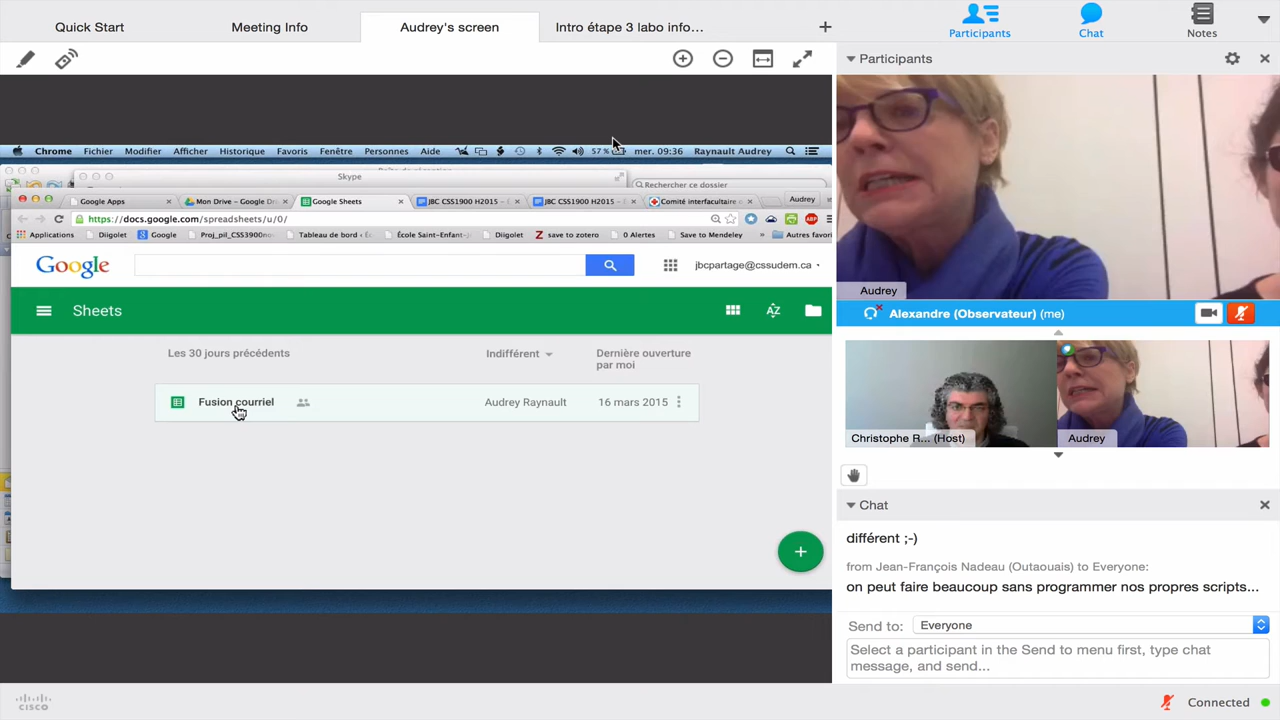 Quick Start
Meeting Info
Audrey's screen
Intro étape 3 labo info...
Participants
Chat
Notes
Participants
Chrome Fichier Modifier Afficher Historique Favoris Fenêtre Personnes Aide 57 % mer. 09:36 Raynault Audrey
Skype
Rechercher ce dossier
Google Apps
Mon Drive – Google Dri
Google Sheets
JBC CSS1900 H2015 – É
JBC CSS1900 H2015 –
Comité interfacultaire o
Audrey
https://docs.google.com/spreadsheets/u/0/
Applications Diigolet Google Proj_pil_CSS3900no Tableau de bord École Saint-Enfant-J Diigolet save to zotero 0 Alertes Save to Mendeley » Autres favori
Google
jbcpartage@cssudem.ca
Sheets
Les 30 jours précédents
Indifférent
Dernière ouverture
par moi
Fusion courriel
Audrey Raynault
16 mars 2015
Audrey
Alexandre (Observateur) (me)
Christophe R... (Host)
Audrey
Chat
différent ;-)
from Jean-François Nadeau (Outaouais) to Everyone:
on peut faire beaucoup sans programmer nos propres scripts...
Send to: Everyone
Select a participant in the Send to menu first, type chat
message, and send...
cisco
Connected